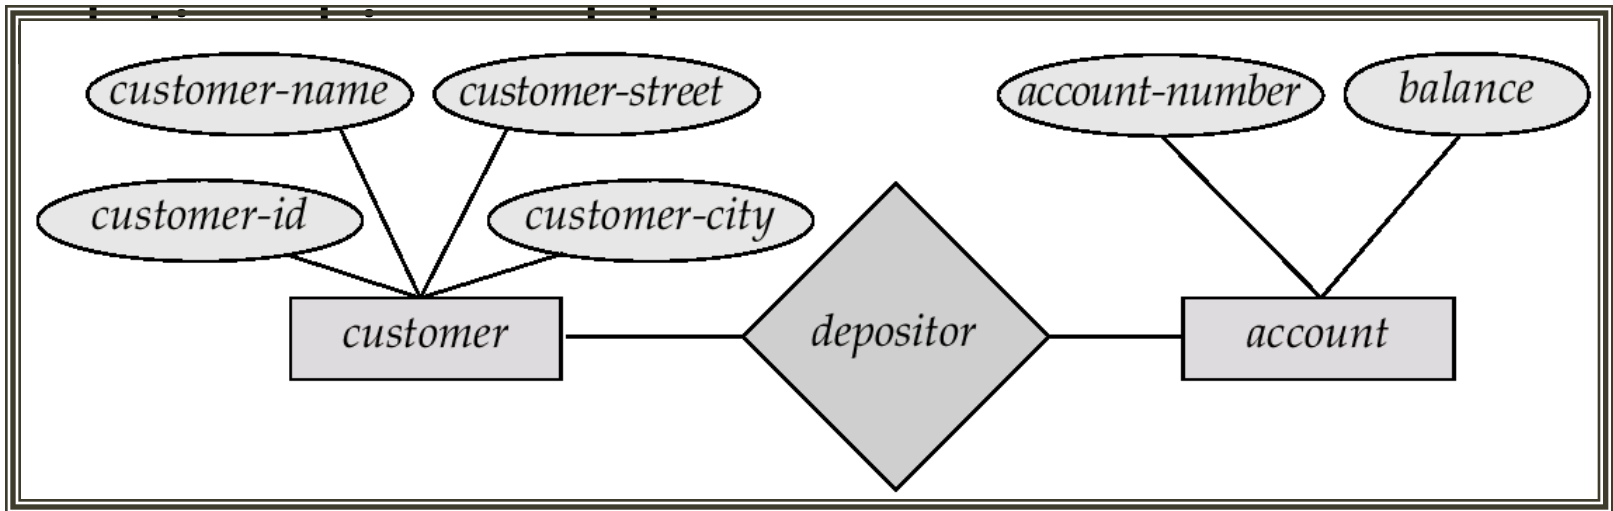 customer-name customer-street account-number balance
customer-id customer-city
customer depositor account